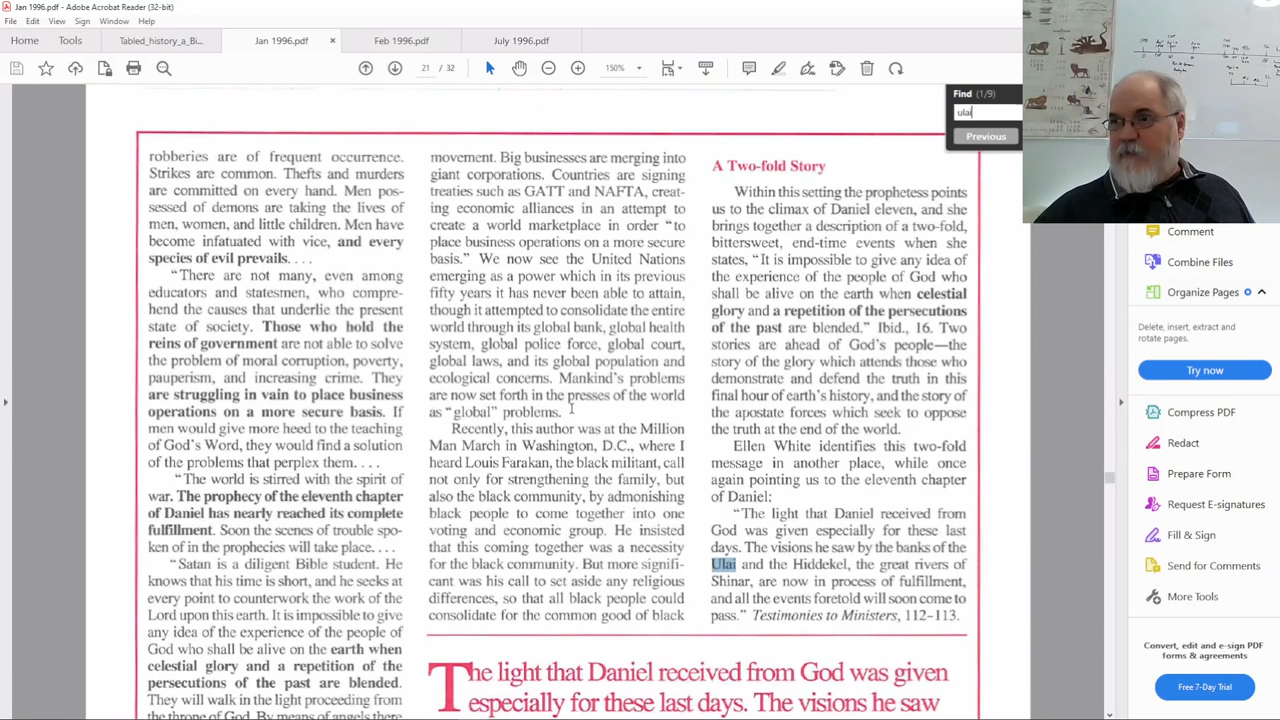 Jan 1996.pdf - Adobe Acrobat Reader (32-bit)
File Edit View Sign Window Help
Home Tools Tabled_history_a_Bi... Jan 1996.pdf × Feb 1996.pdf July 1996.pdf
21 / 32 150%
Find (1/9)
ulai
Previous
robberies are of frequent occurrence.
Strikes are common. Thefts and murders
are committed on every hand. Men pos-
sessed of demons are taking the lives of
men, women, and little children. Men have
become infatuated with vice, and every
species of evil prevails. . . .
“There are not many, even among
educators and statesmen, who compre-
hend the causes that underlie the present
state of society. Those who hold the
reins of government are not able to solve
the problem of moral corruption, poverty,
pauperism, and increasing crime. They
are struggling in vain to place business
operations on a more secure basis. If
men would give more heed to the teaching
of God's Word, they would find a solution
of the problems that perplex them. . . .
“The world is stirred with the spirit of
war. The prophecy of the eleventh chapter
of Daniel has nearly reached its complete
fulfillment. Soon the scenes of trouble spo-
ken of in the prophecies will take place. . . .
“Satan is a diligent Bible student. He
knows that his time is short, and he seeks at
every point to counterwork the work of the
Lord upon this earth. It is impossible to give
any idea of the experience of the people of
God who shall be alive on the earth when
celestial glory and a repetition of the
persecutions of the past are blended.
They will walk in the light proceeding from
the throne of God. By means of angels there
movement. Big businesses are merging into
giant corporations. Countries are signing
treaties such as GATT and NAFTA, creat-
ing economic alliances in an attempt to
create a world marketplace in order “to
place business operations on a more secure
basis.” We now see the United Nations
emerging as a power which in its previous
fifty years it has never been able to attain,
though it attempted to consolidate the entire
world through its global bank, global health
system, global police force, global court,
global laws, and its global population and
ecological concerns. Mankind's problems
are now set forth in the presses of the world
as “global” problems.
Recently, this author was at the Million
Man March in Washington, D.C., where I
heard Louis Farakan, the black militant, call
not only for strengthening the family, but
also the black community, by admonishing
black people to come together into one
voting and economic group. He insisted
that this coming together was a necessity
for the black community. But more signifi-
cant was his call to set aside any religious
differences, so that all black people could
consolidate for the common good of black
A Two-fold Story
Within this setting the prophetess points
us to the climax of Daniel eleven, and she
brings together a description of a two-fold,
bittersweet, end-time events when she
states, “It is impossible to give any idea of
the experience of the people of God who
shall be alive on the earth when celestial
glory and a repetition of the persecutions
of the past are blended.” Ibid., 16. Two
stories are ahead of God's people—the
story of the glory which attends those who
demonstrate and defend the truth in this
final hour of earth's history, and the story of
the apostate forces which seek to oppose
the truth at the end of the world.
Ellen White identifies this two-fold
message in another place, while once
again pointing us to the eleventh chapter
of Daniel:
“The light that Daniel received from
God was given especially for these last
days. The visions he saw by the banks of the
Ulai and the Hiddekel, the great rivers of
Shinar, are now in process of fulfillment,
and all the events foretold will soon come to
pass.” Testimonies to Ministers, 112–113.
The light that Daniel received from God was given
especially for these last days. The visions he saw
Comment
Combine Files
Organize Pages
Delete, insert, extract and
rotate pages.
Try now
Compress PDF
Redact
Prepare Form
Request E-signatures
Fill & Sign
Send for Comments
More Tools
Convert, edit and e-sign PDF
forms & agreements
Free 7-Day Trial